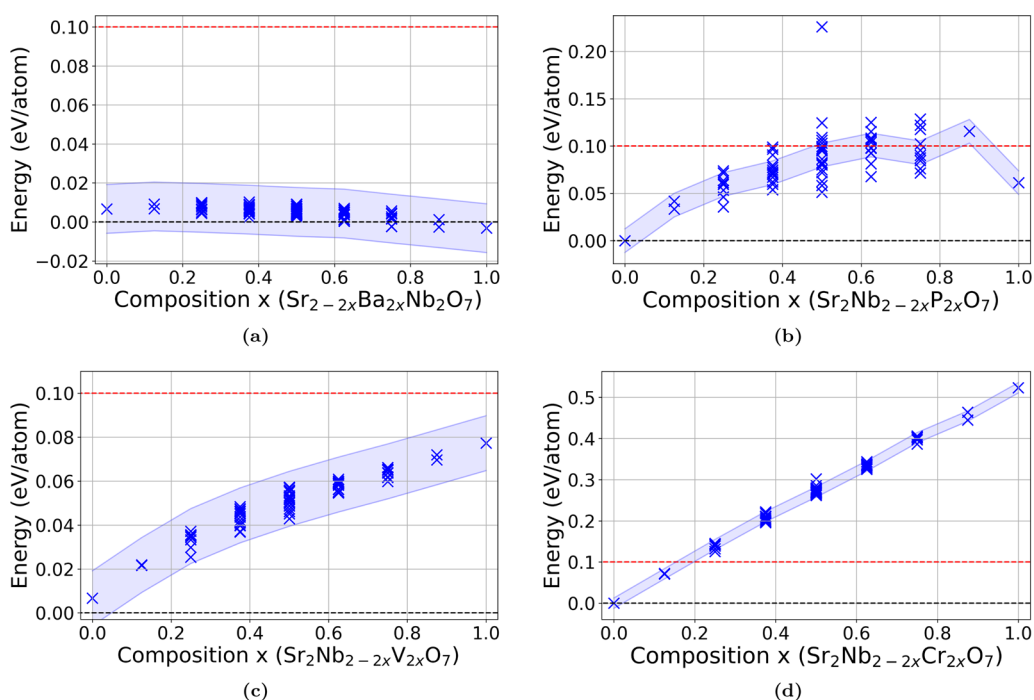 0.10
0.08
0.06
0.04
0.02
0.00
−0.02
Energy (eV/atom)
0.0 0.2 0.4 0.6 0.8 1.0
Composition x (Sr₂₋₂ₓBa₂ₓNb₂O₇)
(a)
0.20
0.15
0.10
0.05
0.00
Energy (eV/atom)
0.0 0.2 0.4 0.6 0.8 1.0
Composition x (Sr₂Nb₂₋₂ₓP₂ₓO₇)
(b)
0.10
0.08
0.06
0.04
0.02
0.00
Energy (eV/atom)
0.0 0.2 0.4 0.6 0.8 1.0
Composition x (Sr₂Nb₂₋₂ₓV₂ₓO₇)
(c)
0.5
0.4
0.3
0.2
0.1
0.0
Energy (eV/atom)
0.0 0.2 0.4 0.6 0.8 1.0
Composition x (Sr₂Nb₂₋₂ₓCr₂ₓO₇)
(d)